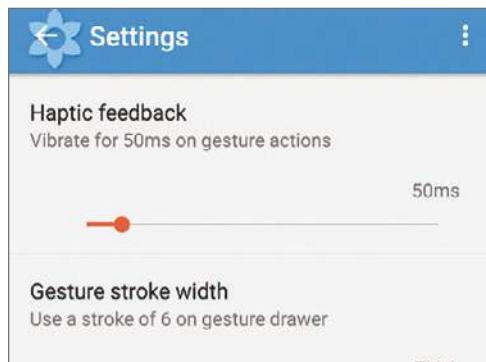 Settings
Haptic feedback
Vibrate for 50ms on gesture actions
50ms
Gesture stroke width
Use a stroke of 6 on gesture drawer